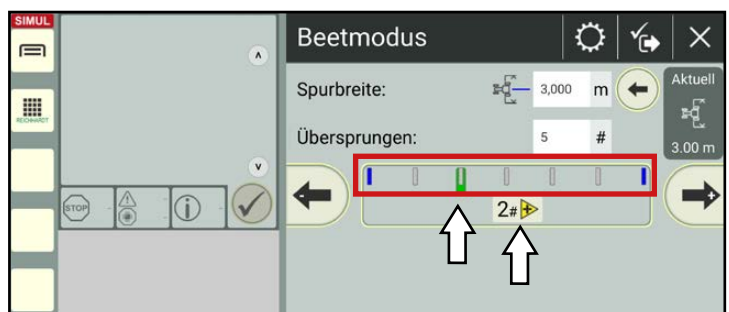 SIMUL
Beetmodus
Spurbreite: 3,000 m
Aktuell
REICHHARDT
Übersprungen: 5 #
3.00 m
STOP
2#